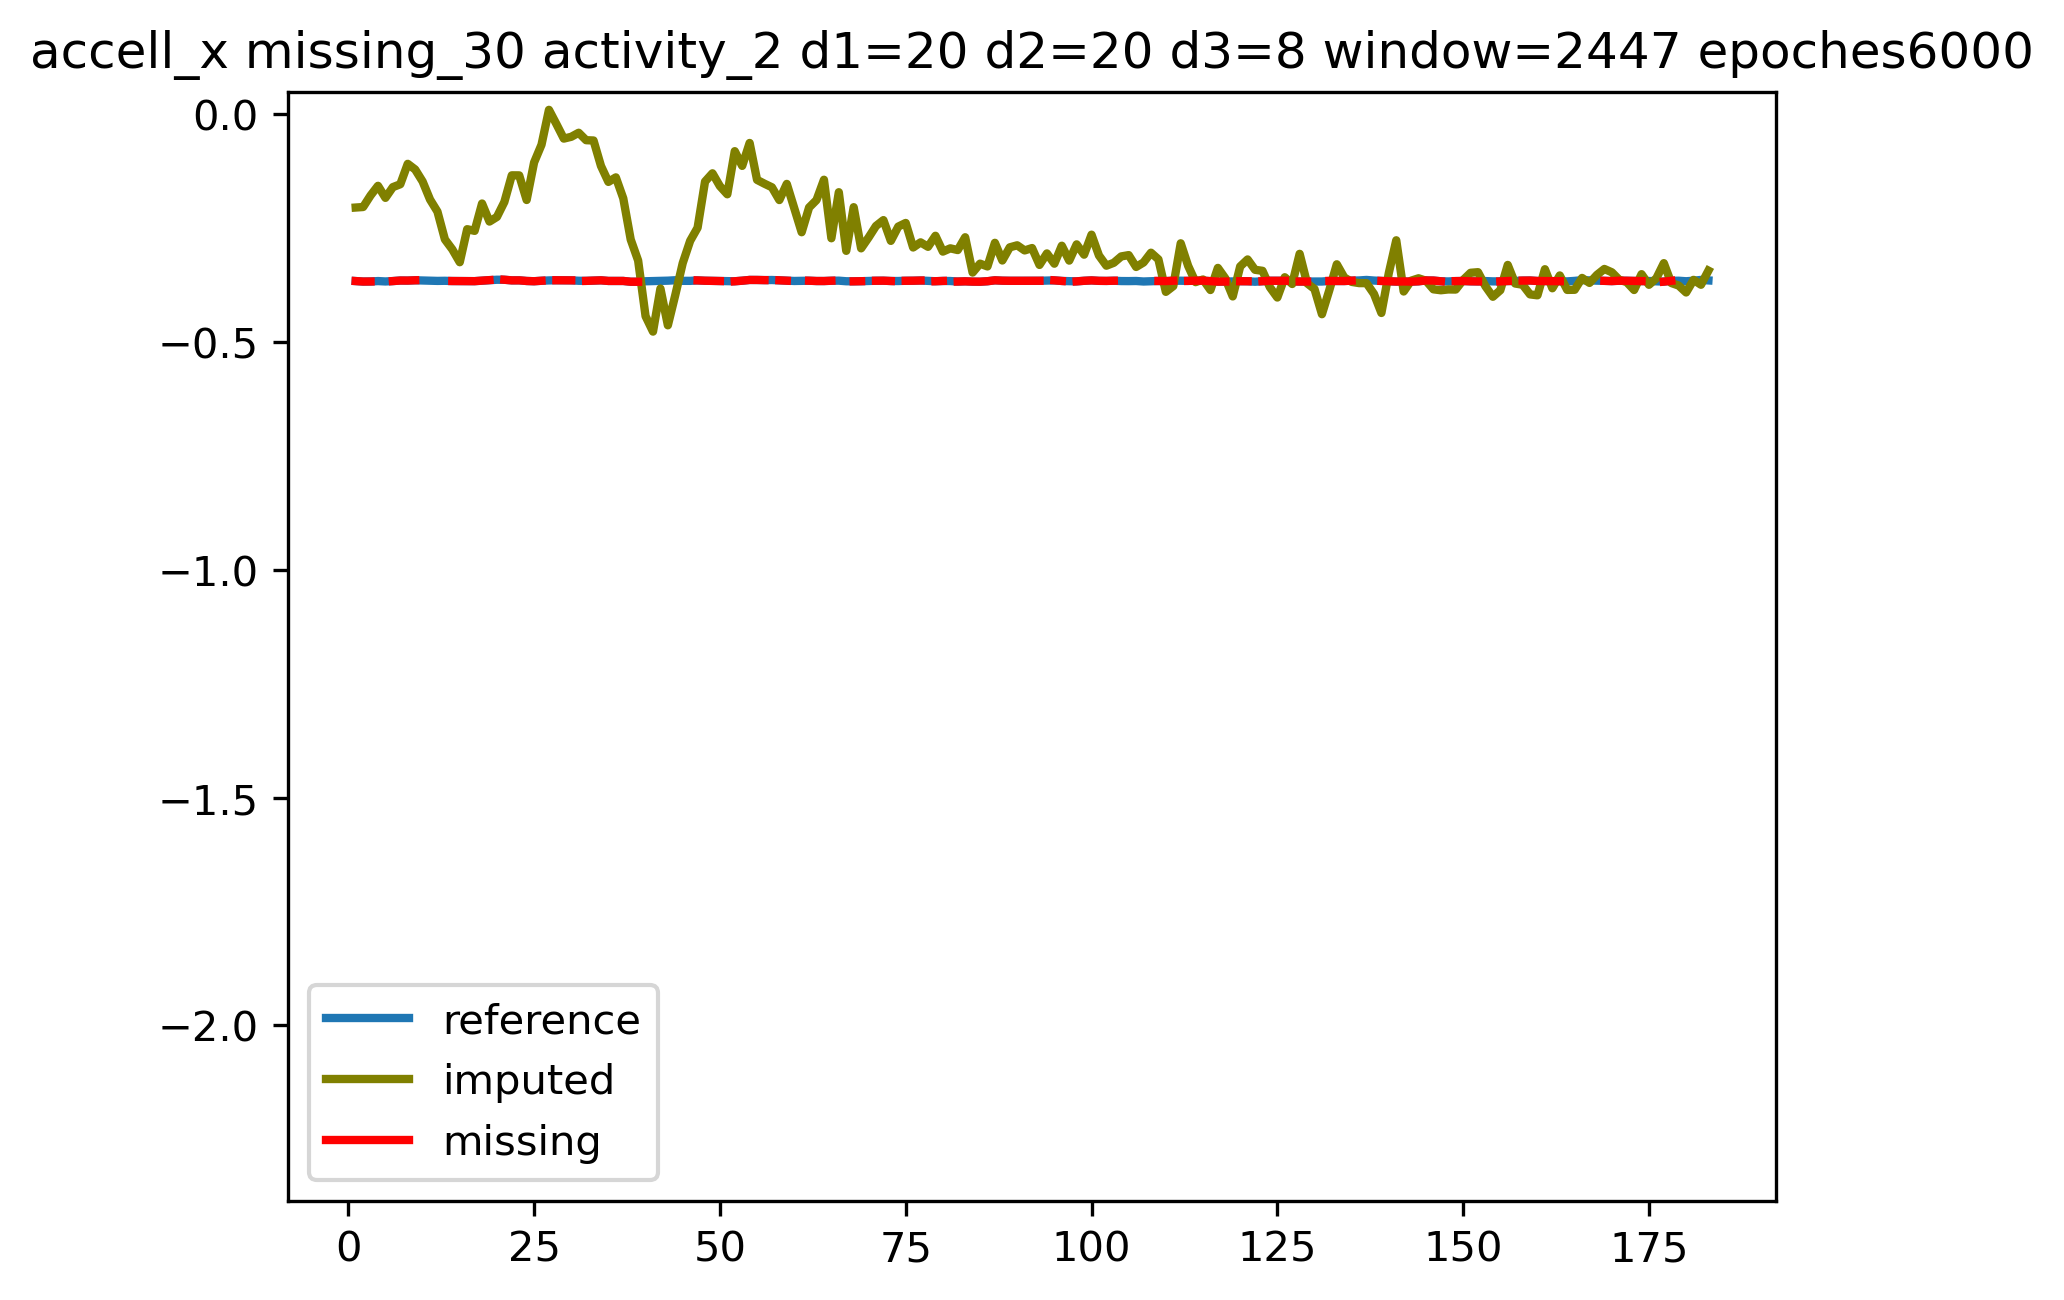 accell_x missing_30 activity_2 d1=20 d2=20 d3=8 window=2447 epoches6000
0.0
−0.5
−1.0
−1.5
−2.0
reference
imputed
missing
0 25 50 75 100 125 150 175